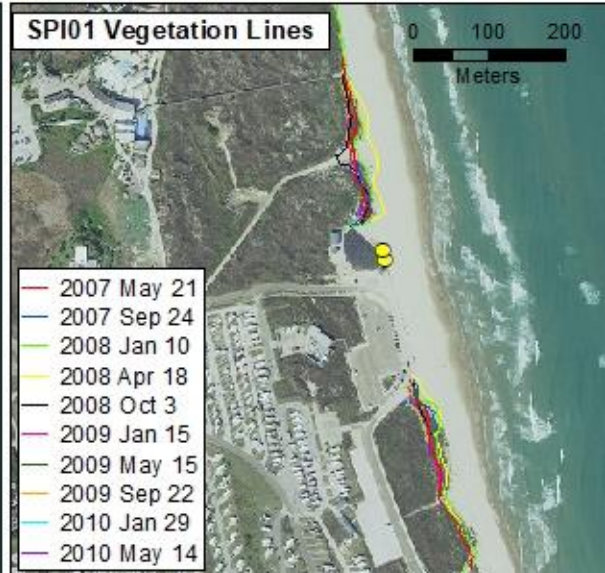 SPI01 Vegetation Lines
0 100 200
Meters
2007 May 21
2007 Sep 24
2008 Jan 10
2008 Apr 18
2008 Oct 3
2009 Jan 15
2009 May 15
2009 Sep 22
2010 Jan 29
2010 May 14